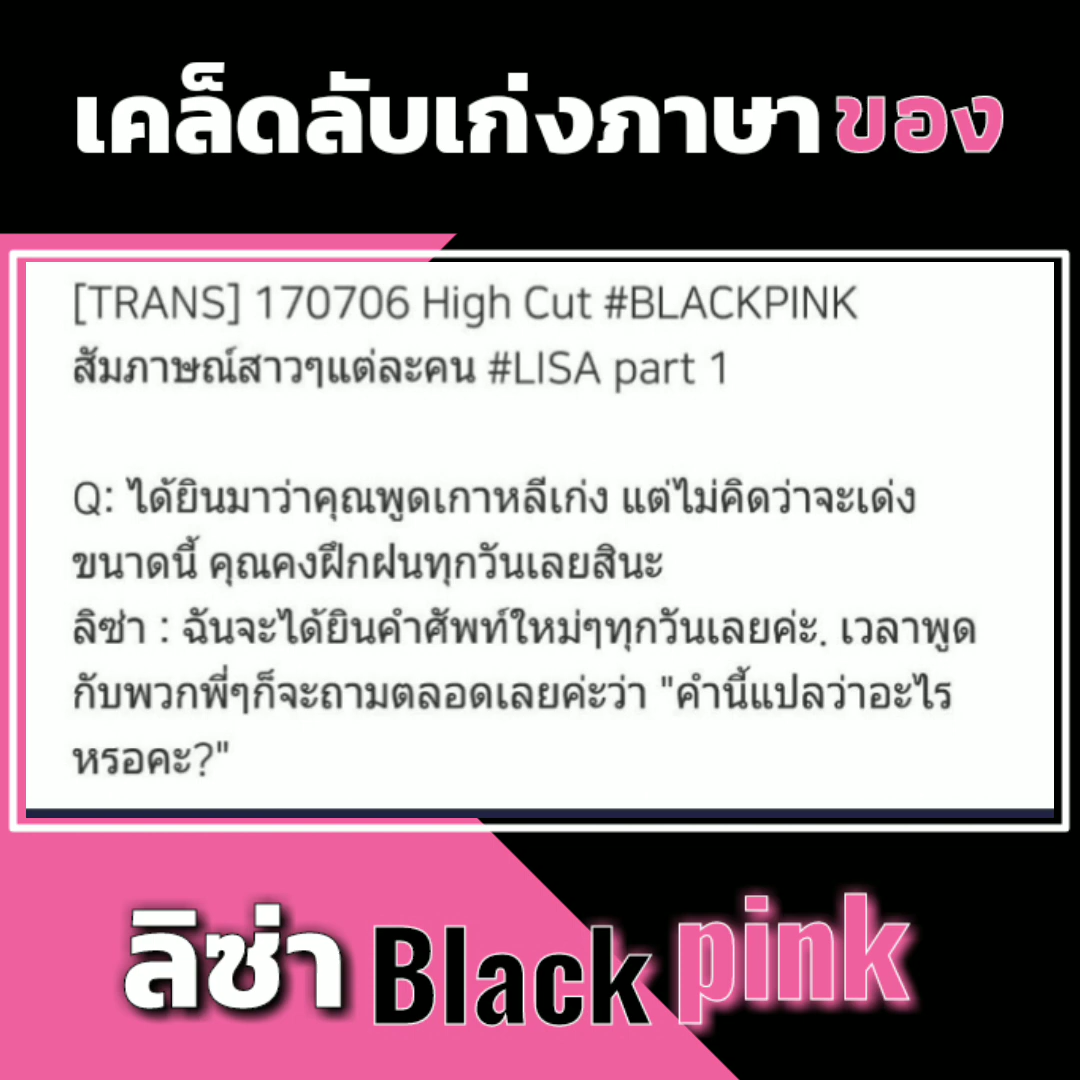 เคล็ดลับเก่งภาษาของ
[TRANS] 170706 High Cut #BLACKPINK
สัมภาษณ์สาวๆแต่ละคน #LISA part 1
Q: ได้ยินมาว่าคุณพูดเกาหลีเก่ง แต่ไม่คิดว่าจะเด่ง
ขนาดนี้ คุณคงฝึกฝนทุกวันเลยสินะ
ลิซ่า : ฉันจะได้ยินคำศัพท์ใหม่ๆทุกวันเลยค่ะ. เวลาพูด
กับพวกพี่ๆก็จะถามตลอดเลยค่ะว่า "คำนี้แปลว่าอะไร
หรอคะ?"
ลิซ่า Black pink